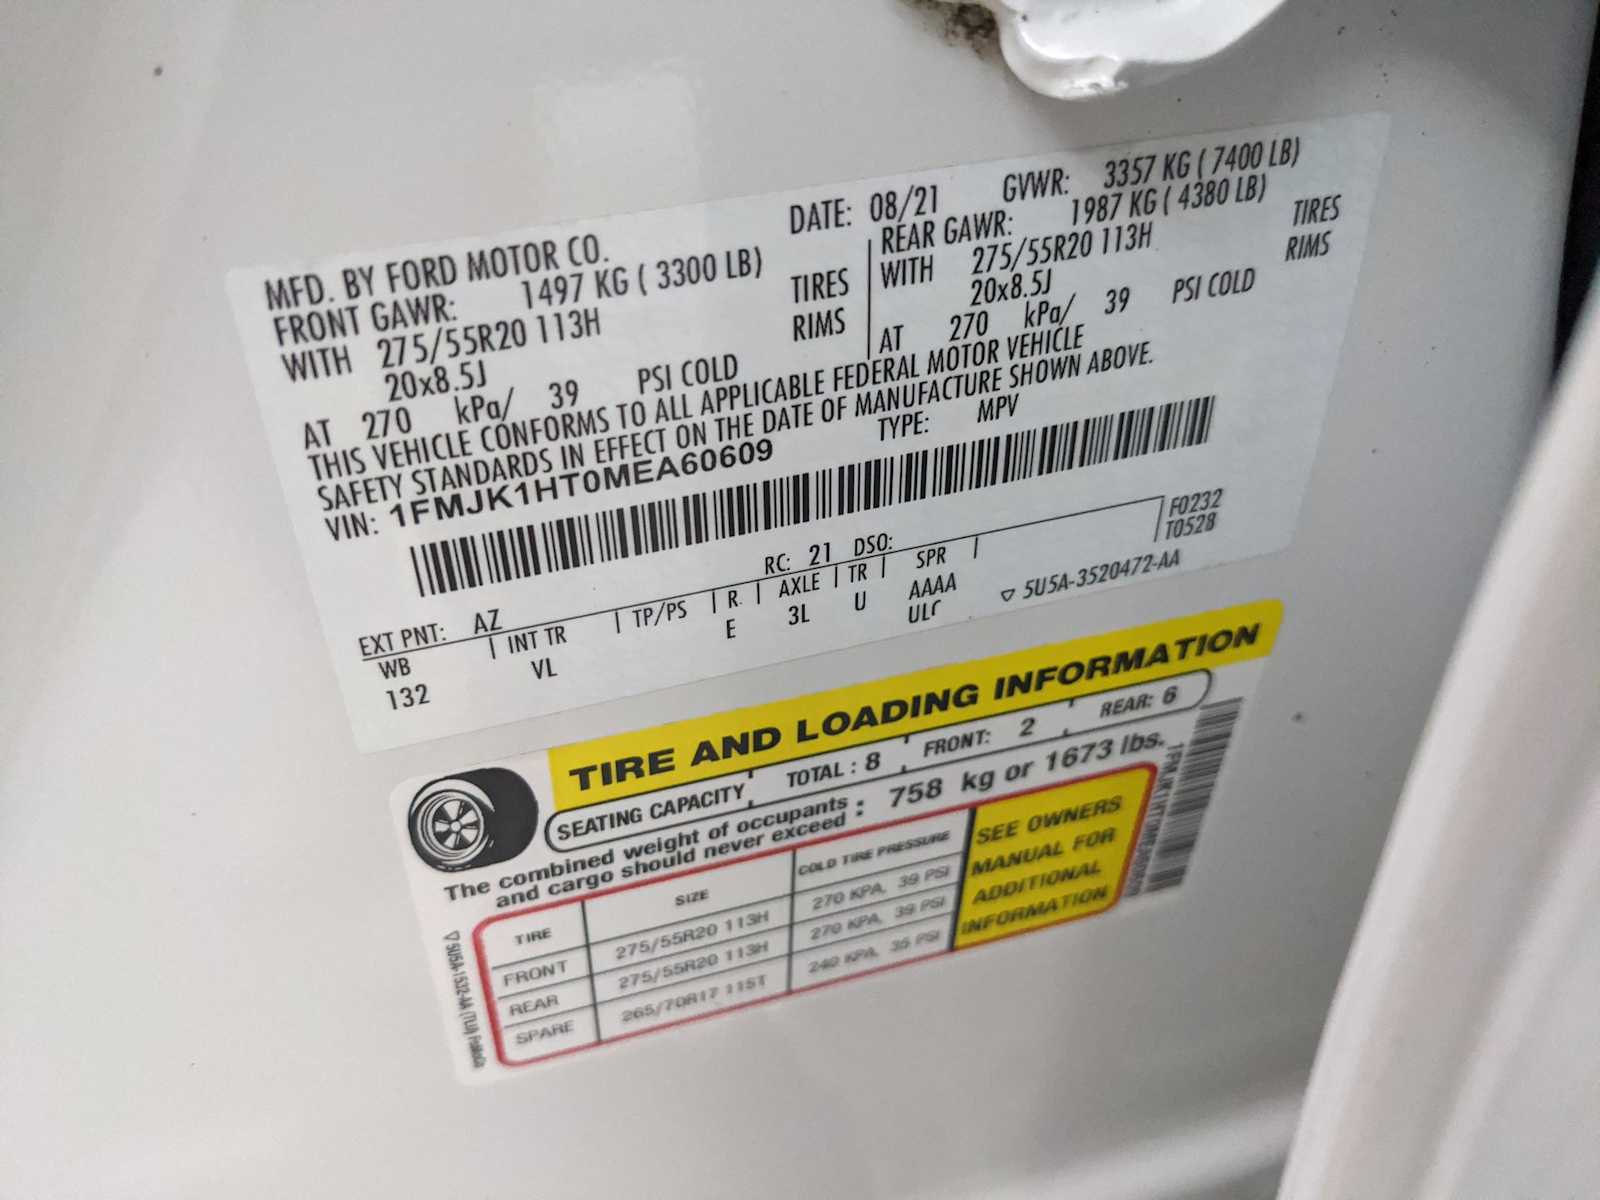 MFD. BY FORD MOTOR CO.
DATE: 08/21 GVWR: 3357 KG ( 7400 LB)
FRONT GAWR: 1497 KG ( 3300 LB)
WITH 275/55R20 113H TIRES
20x8.5J RIMS
AT 270 kPa/ 39 PSI COLD
REAR GAWR: 1987 KG ( 4380 LB)
WITH 275/55R20 113H TIRES
20x8.5J RIMS
AT 270 kPa/ 39 PSI COLD
THIS VEHICLE CONFORMS TO ALL APPLICABLE FEDERAL MOTOR VEHICLE
SAFETY STANDARDS IN EFFECT ON THE DATE OF MANUFACTURE SHOWN ABOVE.
VIN: 1FMJK1HT0MEA60609 TYPE: MPV
F0232
T0528
EXT PNT: AZ RC: 21 DSO:
WB INT TR TP/PS R. AXLE TR SPR
132 VL E 3L U AAAA
ULC
▽ 5U5A-3520472-AA
TIRE AND LOADING INFORMATION
SEATING CAPACITY TOTAL : 8 FRONT: 2 REAR: 6
The combined weight of occupants
and cargo should never exceed : 758 kg or 1673 lbs.
TIRE SIZE COLD TIRE PRESSURE
FRONT 275/55R20 113H 270 KPA, 39 PSI
REAR 275/55R20 113H 270 KPA, 39 PSI
SPARE 265/70R17 115T 240 KPA, 35 PSI
SEE OWNERS
MANUAL FOR
ADDITIONAL
INFORMATION
▽ 5U5A-1532-AA (TLI)